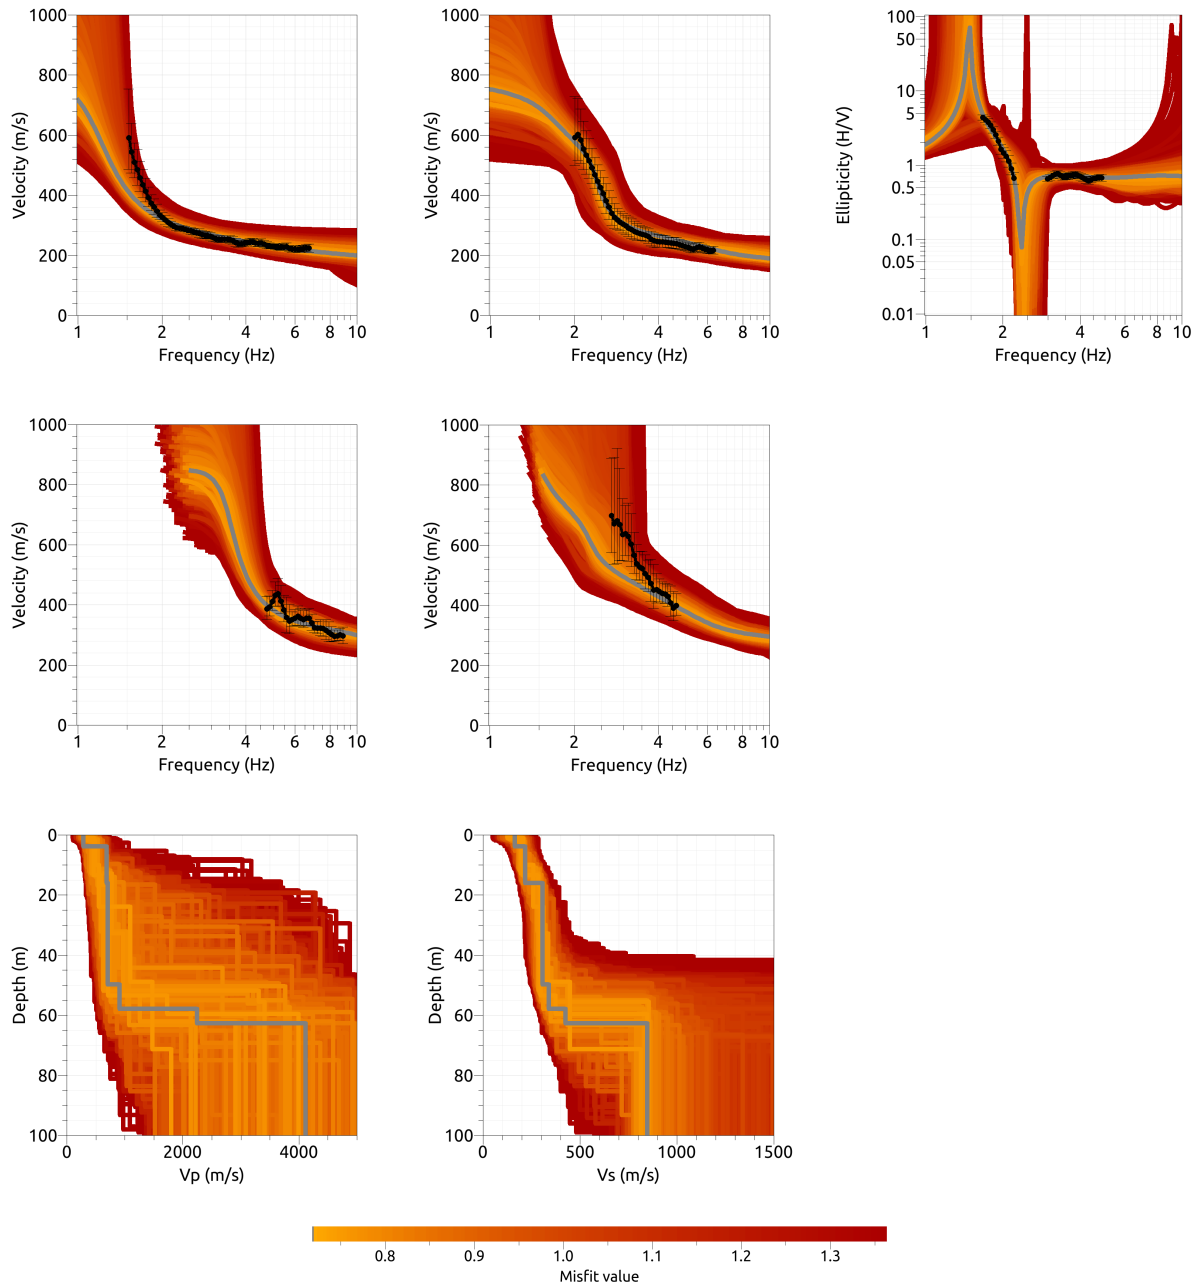 1000
800
600
400
200
0
Velocity (m/s)
1 2 4 6 8 10
Frequency (Hz)
1000
800
600
400
200
0
Velocity (m/s)
1 2 4 6 8 10
Frequency (Hz)
100
50
10
5
1
0.5
0.1
0.05
0.01
Ellipticity (H/V)
1 2 4 6 8 10
Frequency (Hz)
1000
800
600
400
200
0
Velocity (m/s)
1 2 4 6 8 10
Frequency (Hz)
1000
800
600
400
200
0
Velocity (m/s)
1 2 4 6 8 10
Frequency (Hz)
0
20
40
60
80
100
Depth (m)
0 2000 4000
Vp (m/s)
0
20
40
60
80
100
Depth (m)
0 500 1000 1500
Vs (m/s)
0.8 0.9 1.0 1.1 1.2 1.3
Misfit value